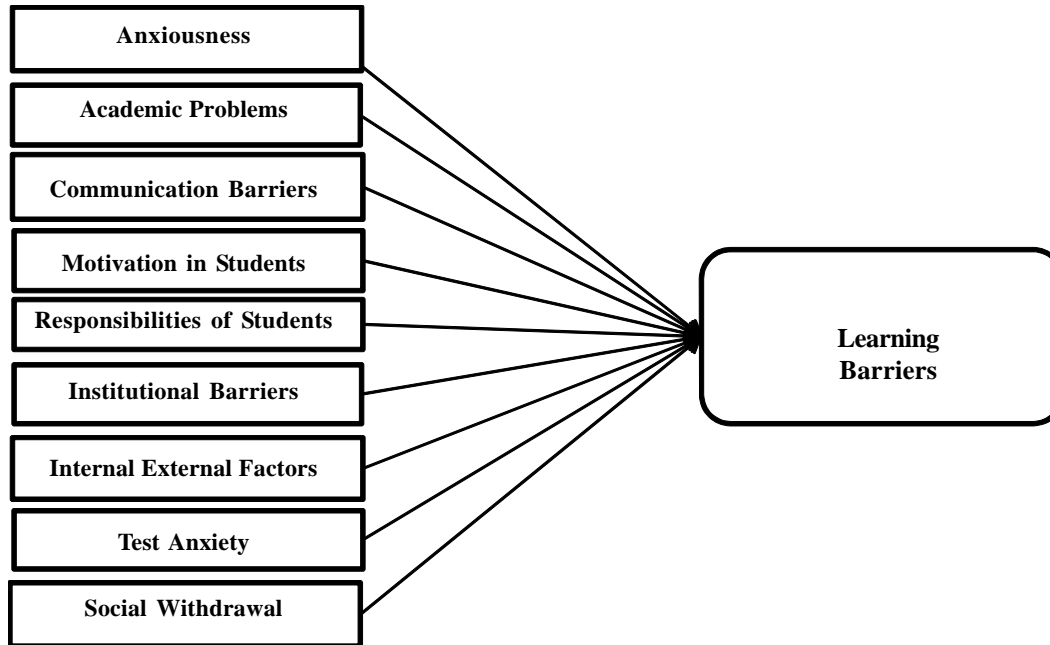 Anxiousness
Academic Problems
Communication Barriers
Motivation in Students
Responsibilities of Students
Institutional Barriers
Internal External Factors
Test Anxiety
Social Withdrawal
Learning
Barriers